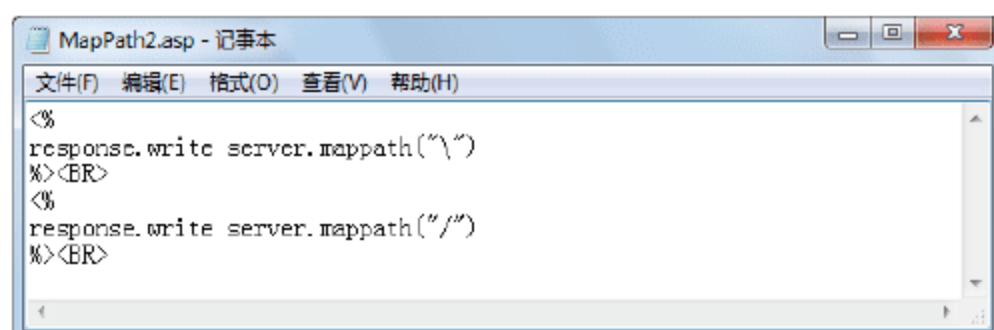 MapPath2.asp - 记事本
文件(F) 编辑(E) 格式(O) 查看(V) 帮助(H)
<%
response.write server.mappath("\")
%><BR>
<%
response.write server.mappath("/")
%><BR>